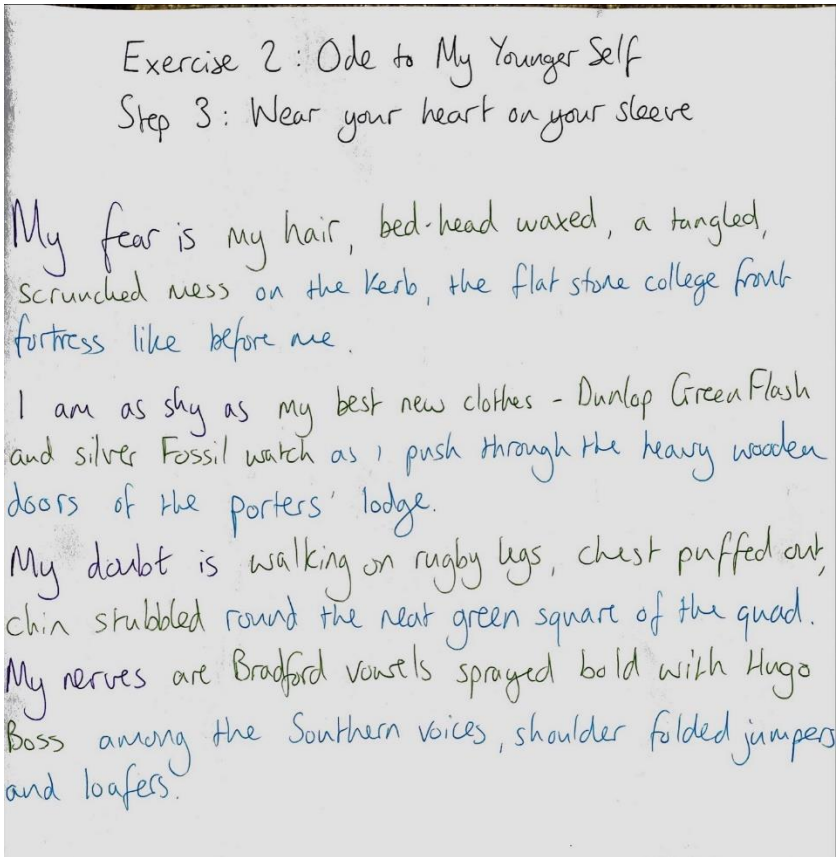 Exercise 2: Ode to My Younger Self
Step 3: Wear your heart on your sleeve
My fear is my hair, bed-head waxed, a tangled,
scrunched mess on the kerb, the flat stone college front
fortress like before me.
I am as shy as my best new clothes - Dunlop Green Flash
and silver Fossil watch as I push through the heavy wooden
doors of the porters' lodge.
My doubt is walking on rugby legs, chest puffed out,
chin stubbled round the neat green square of the quad.
My nerves are Bradford vowels sprayed bold with Hugo
Boss among the Southern voices, shoulder folded jumpers
and loafers.